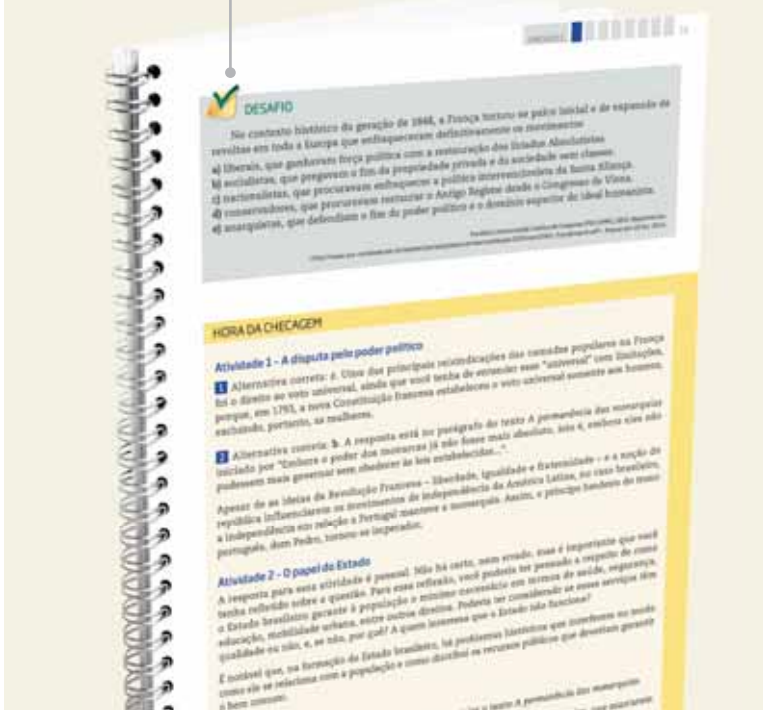 DESAFIO
No contexto histórico da geração de 1848, a França tornou se palco inicial e de expansão de
revoltas em toda a Europa que enfraqueceram definitivamente os movimentos
a) liberais, que ganhavam força política com a restauração dos Estados Absolutistas.
b) socialistas, que pregavam o fim da propriedade privada e da sociedade sem classes.
c) nacionalistas, que procuravam enfraquecer a política intervencionista da Santa Aliança.
d) conservadores, que procuravam restaurar o Antigo Regime desde o Congresso de Viena.
e) anarquistas, que defendiam o fim do poder político e o domínio superior do ideal humanista.
HORA DA CHECAGEM
Atividade 1 – A disputa pelo poder político
1 Alternativa correta: c. Uma das principais reivindicações das camadas populares na França
foi o direito ao voto universal, ainda que você tenha de entender esse "universal" com limitações,
porque, em 1793, a nova Constituição francesa estabeleceu o voto universal somente aos homens,
excluindo, portanto, as mulheres.
2 Alternativa correta: b. A resposta está no parágrafo do texto A permanência das monarquias
iniciado por "Embora o poder dos monarcas já não fosse mais absoluto, isto é, embora eles não
pudessem mais governar sem obedecer às leis estabelecidas...".
Apesar de as ideias da Revolução Francesa – liberdade, igualdade e fraternidade – e a noção de
república influenciarem os movimentos de independência da América Latina, no caso brasileiro,
a independência em relação a Portugal manteve a monarquia. Assim, o príncipe herdeiro do trono
português, dom Pedro, tornou-se imperador.
Atividade 2 – O papel do Estado
A resposta para essa atividade é pessoal. Não há certo, nem errado, mas é importante que você
tenha refletido sobre a questão. Para essa reflexão, você poderia ter pensado a respeito de como
o Estado brasileiro garante à população o mínimo necessário em termos de saúde, segurança,
educação, mobilidade urbana, entre outros direitos. Poderia ter considerado se esses serviços têm
qualidade ou não, e, se não, por quê? A quem interessa que o Estado não funcione?
É notável que, na formação do Estado brasileiro, há problemas históricos que interferem no modo
como ele se relaciona com a população e como distribui os recursos públicos que deveriam garantir
o bem comum.
o texto A permanência das monarquias